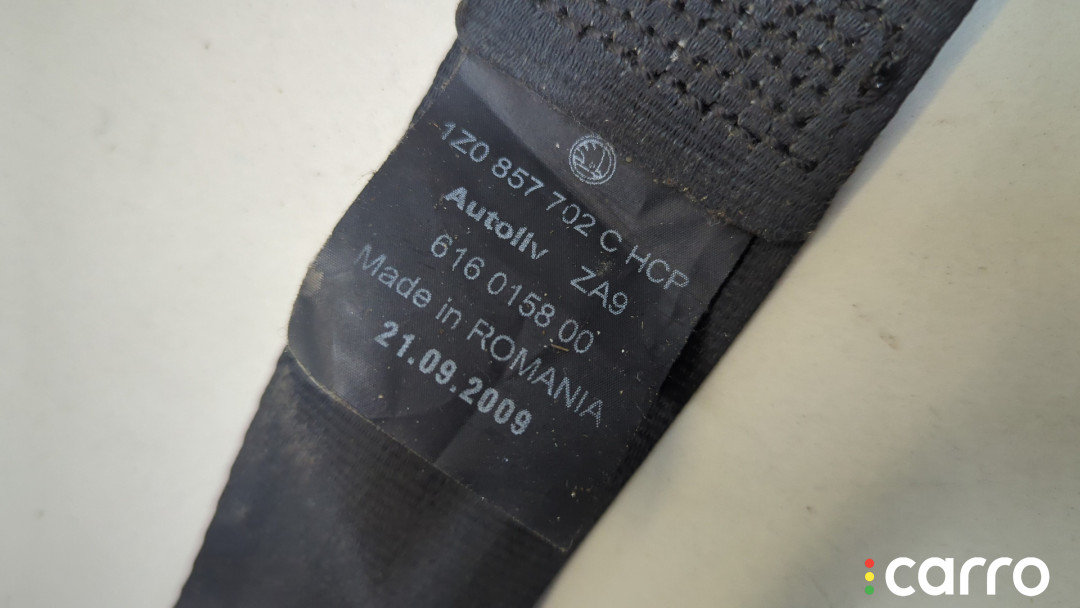 1Z0 857 702 C HCP
Autoliv ZA9
616 0158 00
Made in ROMANIA
21.09.2009
carro